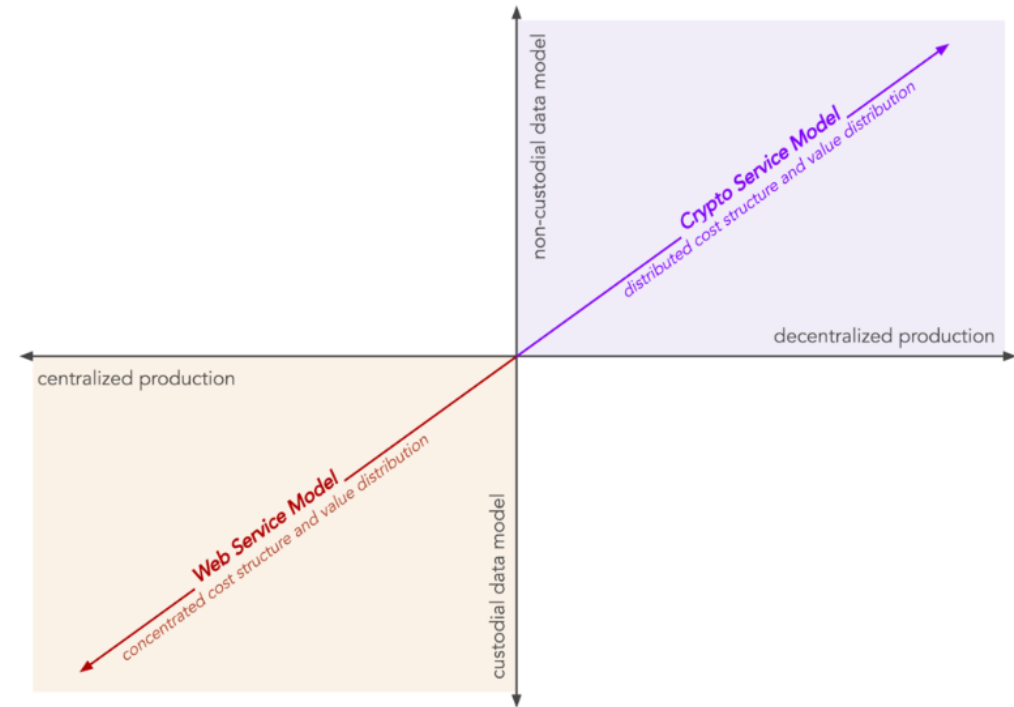 non-custodial data model
Crypto Service Model
distributed cost structure and value distribution
decentralized production
centralized production
Web Service Model
concentrated cost structure and value distribution
custodial data model